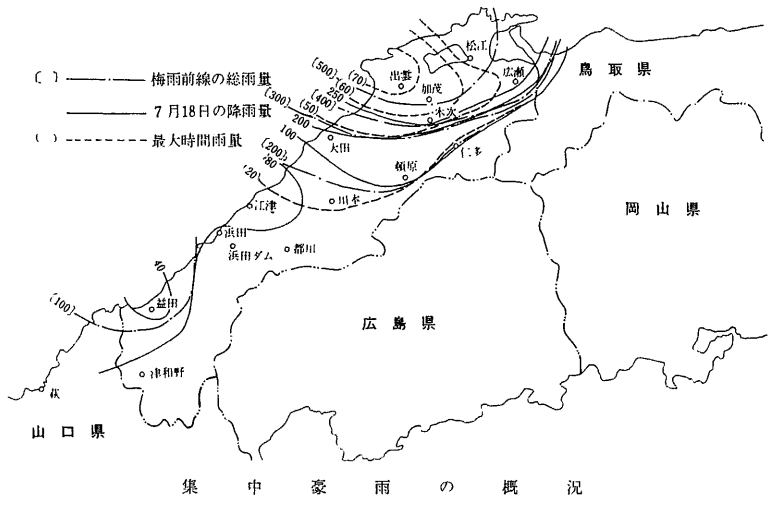 〔 〕 梅雨前線の総雨量
7月18日の降雨量
( ) 最大時間雨量
松江
鳥取県
〔500〕
(70)
出雲
広瀬
(60)
加茂
250
〔400〕
〔300〕
(50)
木次
200
100
大田
仁多
〔200〕
80
頓原
20)
江津
川本
岡山県
浜田
浜田ダム
都川
40
〔100〕
益田
広島県
津和野
萩
山口県
集中豪雨の概況